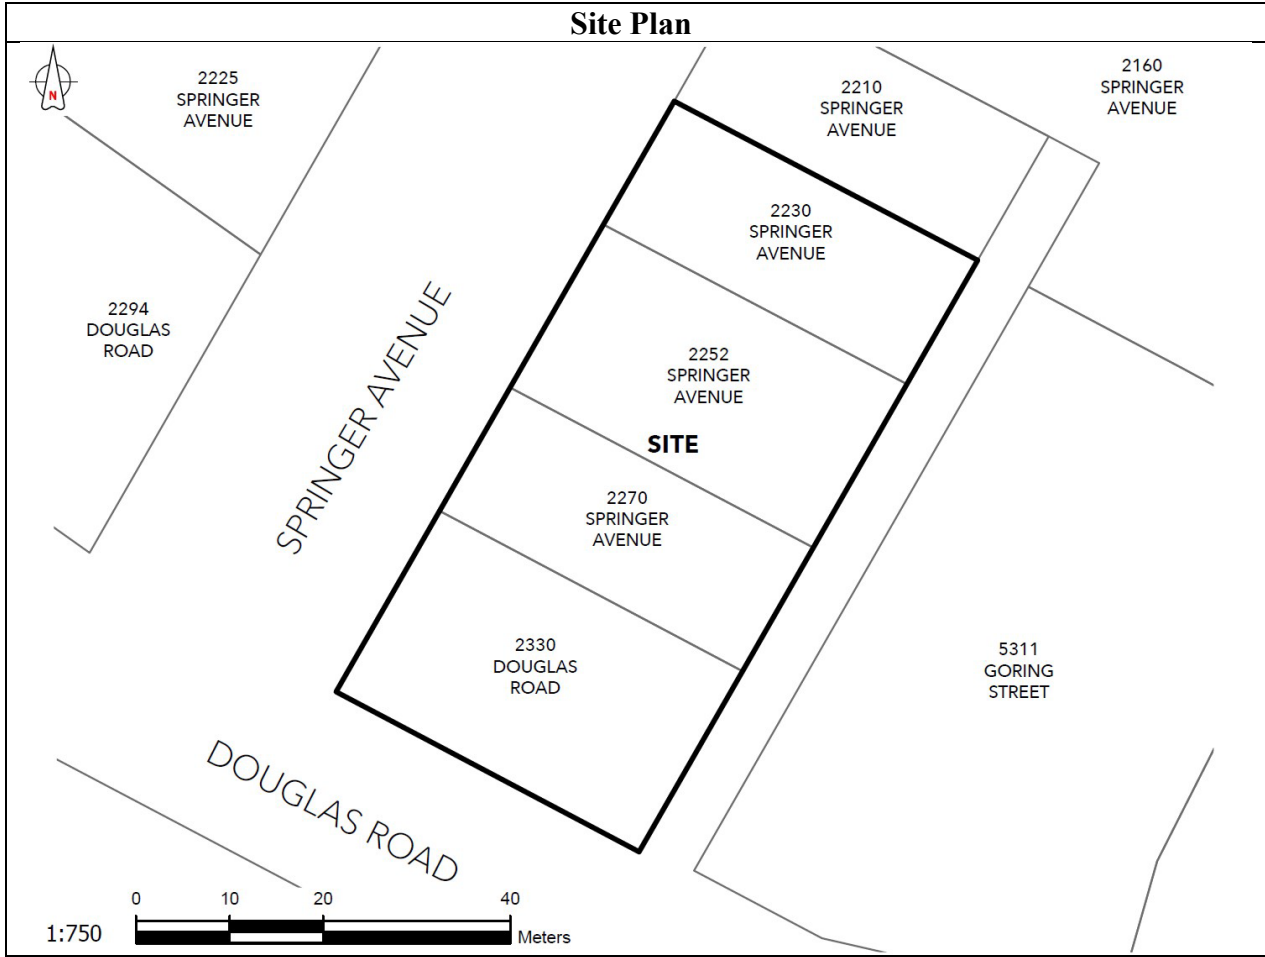 Site Plan
N
2225
SPRINGER
AVENUE
2210
SPRINGER
AVENUE
2160
SPRINGER
AVENUE
2230
SPRINGER
AVENUE
2294
DOUGLAS
ROAD
SPRINGER AVENUE
2252
SPRINGER
AVENUE
SITE
2270
SPRINGER
AVENUE
2330
DOUGLAS
ROAD
5311
GORING
STREET
DOUGLAS ROAD
0 10 20 40
1:750
Meters